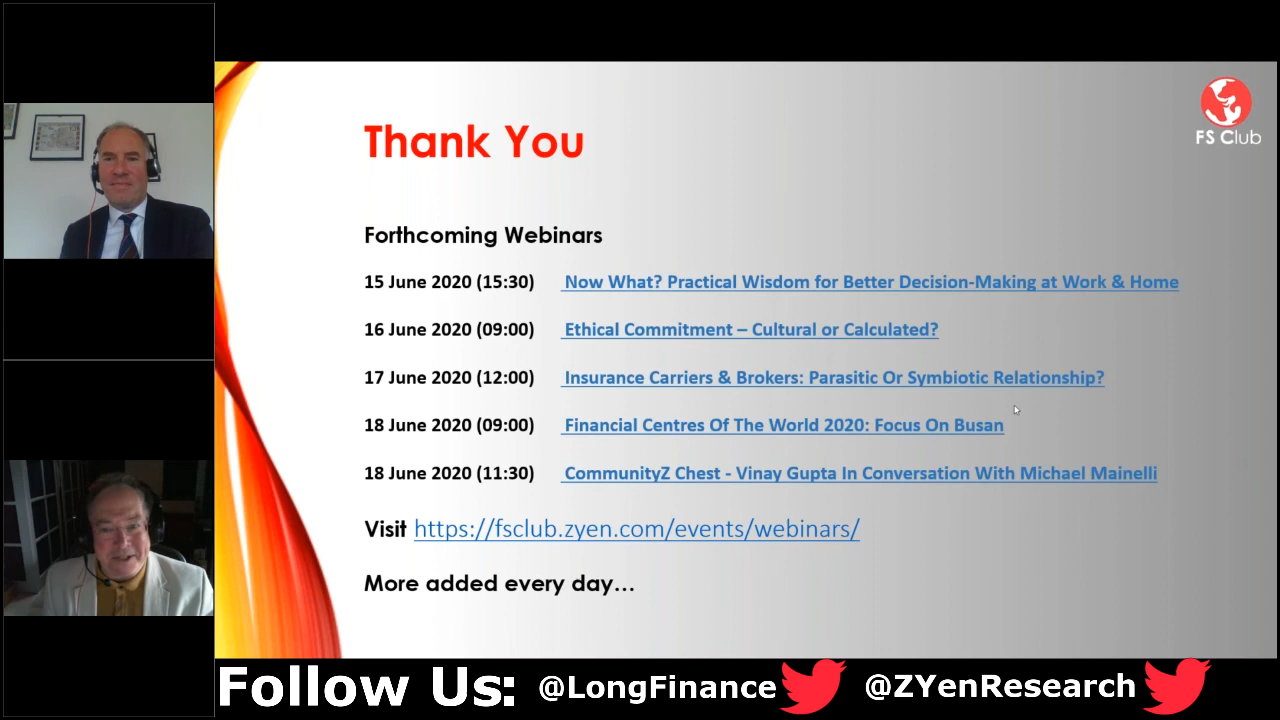 FS Club
Thank You
Forthcoming Webinars
15 June 2020 (15:30) Now What? Practical Wisdom for Better Decision-Making at Work & Home
16 June 2020 (09:00) Ethical Commitment – Cultural or Calculated?
17 June 2020 (12:00) Insurance Carriers & Brokers: Parasitic Or Symbiotic Relationship?
18 June 2020 (09:00) Financial Centres Of The World 2020: Focus On Busan
18 June 2020 (11:30) CommunityZ Chest - Vinay Gupta In Conversation With Michael Mainelli
Visit https://fsclub.zyen.com/events/webinars/
More added every day...
Follow Us: @LongFinance @ZYenResearch